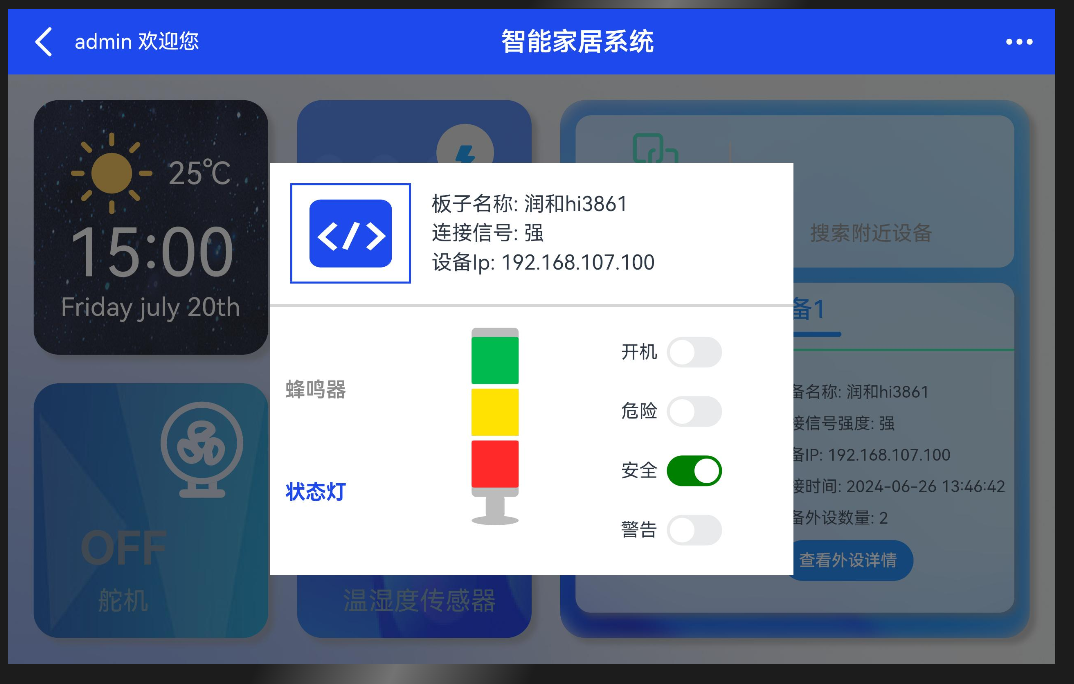 admin 欢迎您
智能家居系统
25℃
15:00
Friday july 20th
OFF
舵机
温湿度传感器
搜索附近设备
备1
备名称: 润和hi3861
接信号强度: 强
备IP: 192.168.107.100
接时间: 2024-06-26 13:46:42
备外设数量: 2
查看外设详情
板子名称: 润和hi3861
连接信号: 强
设备Ip: 192.168.107.100
蜂鸣器
状态灯
开机
危险
安全
警告